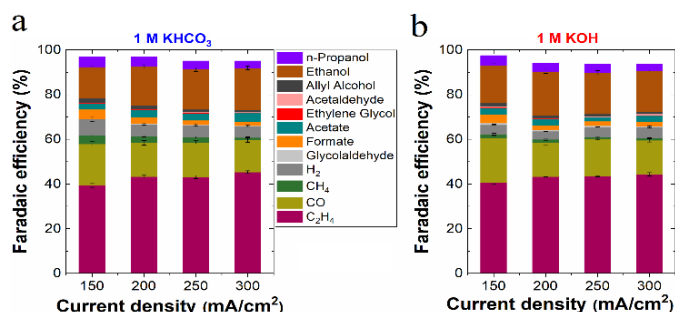 a
1 M KHCO₃
Faradaic efficiency (%)
100
80
60
40
20
0
150 200 250 300
Current density (mA/cm²)
n-Propanol
Ethanol
Allyl Alcohol
Acetaldehyde
Ethylene Glycol
Acetate
Formate
Glycolaldehyde
H₂
CH₄
CO
C₂H₄
b
1 M KOH
Faradaic efficiency (%)
100
80
60
40
20
0
150 200 250 300
Current density (mA/cm²)